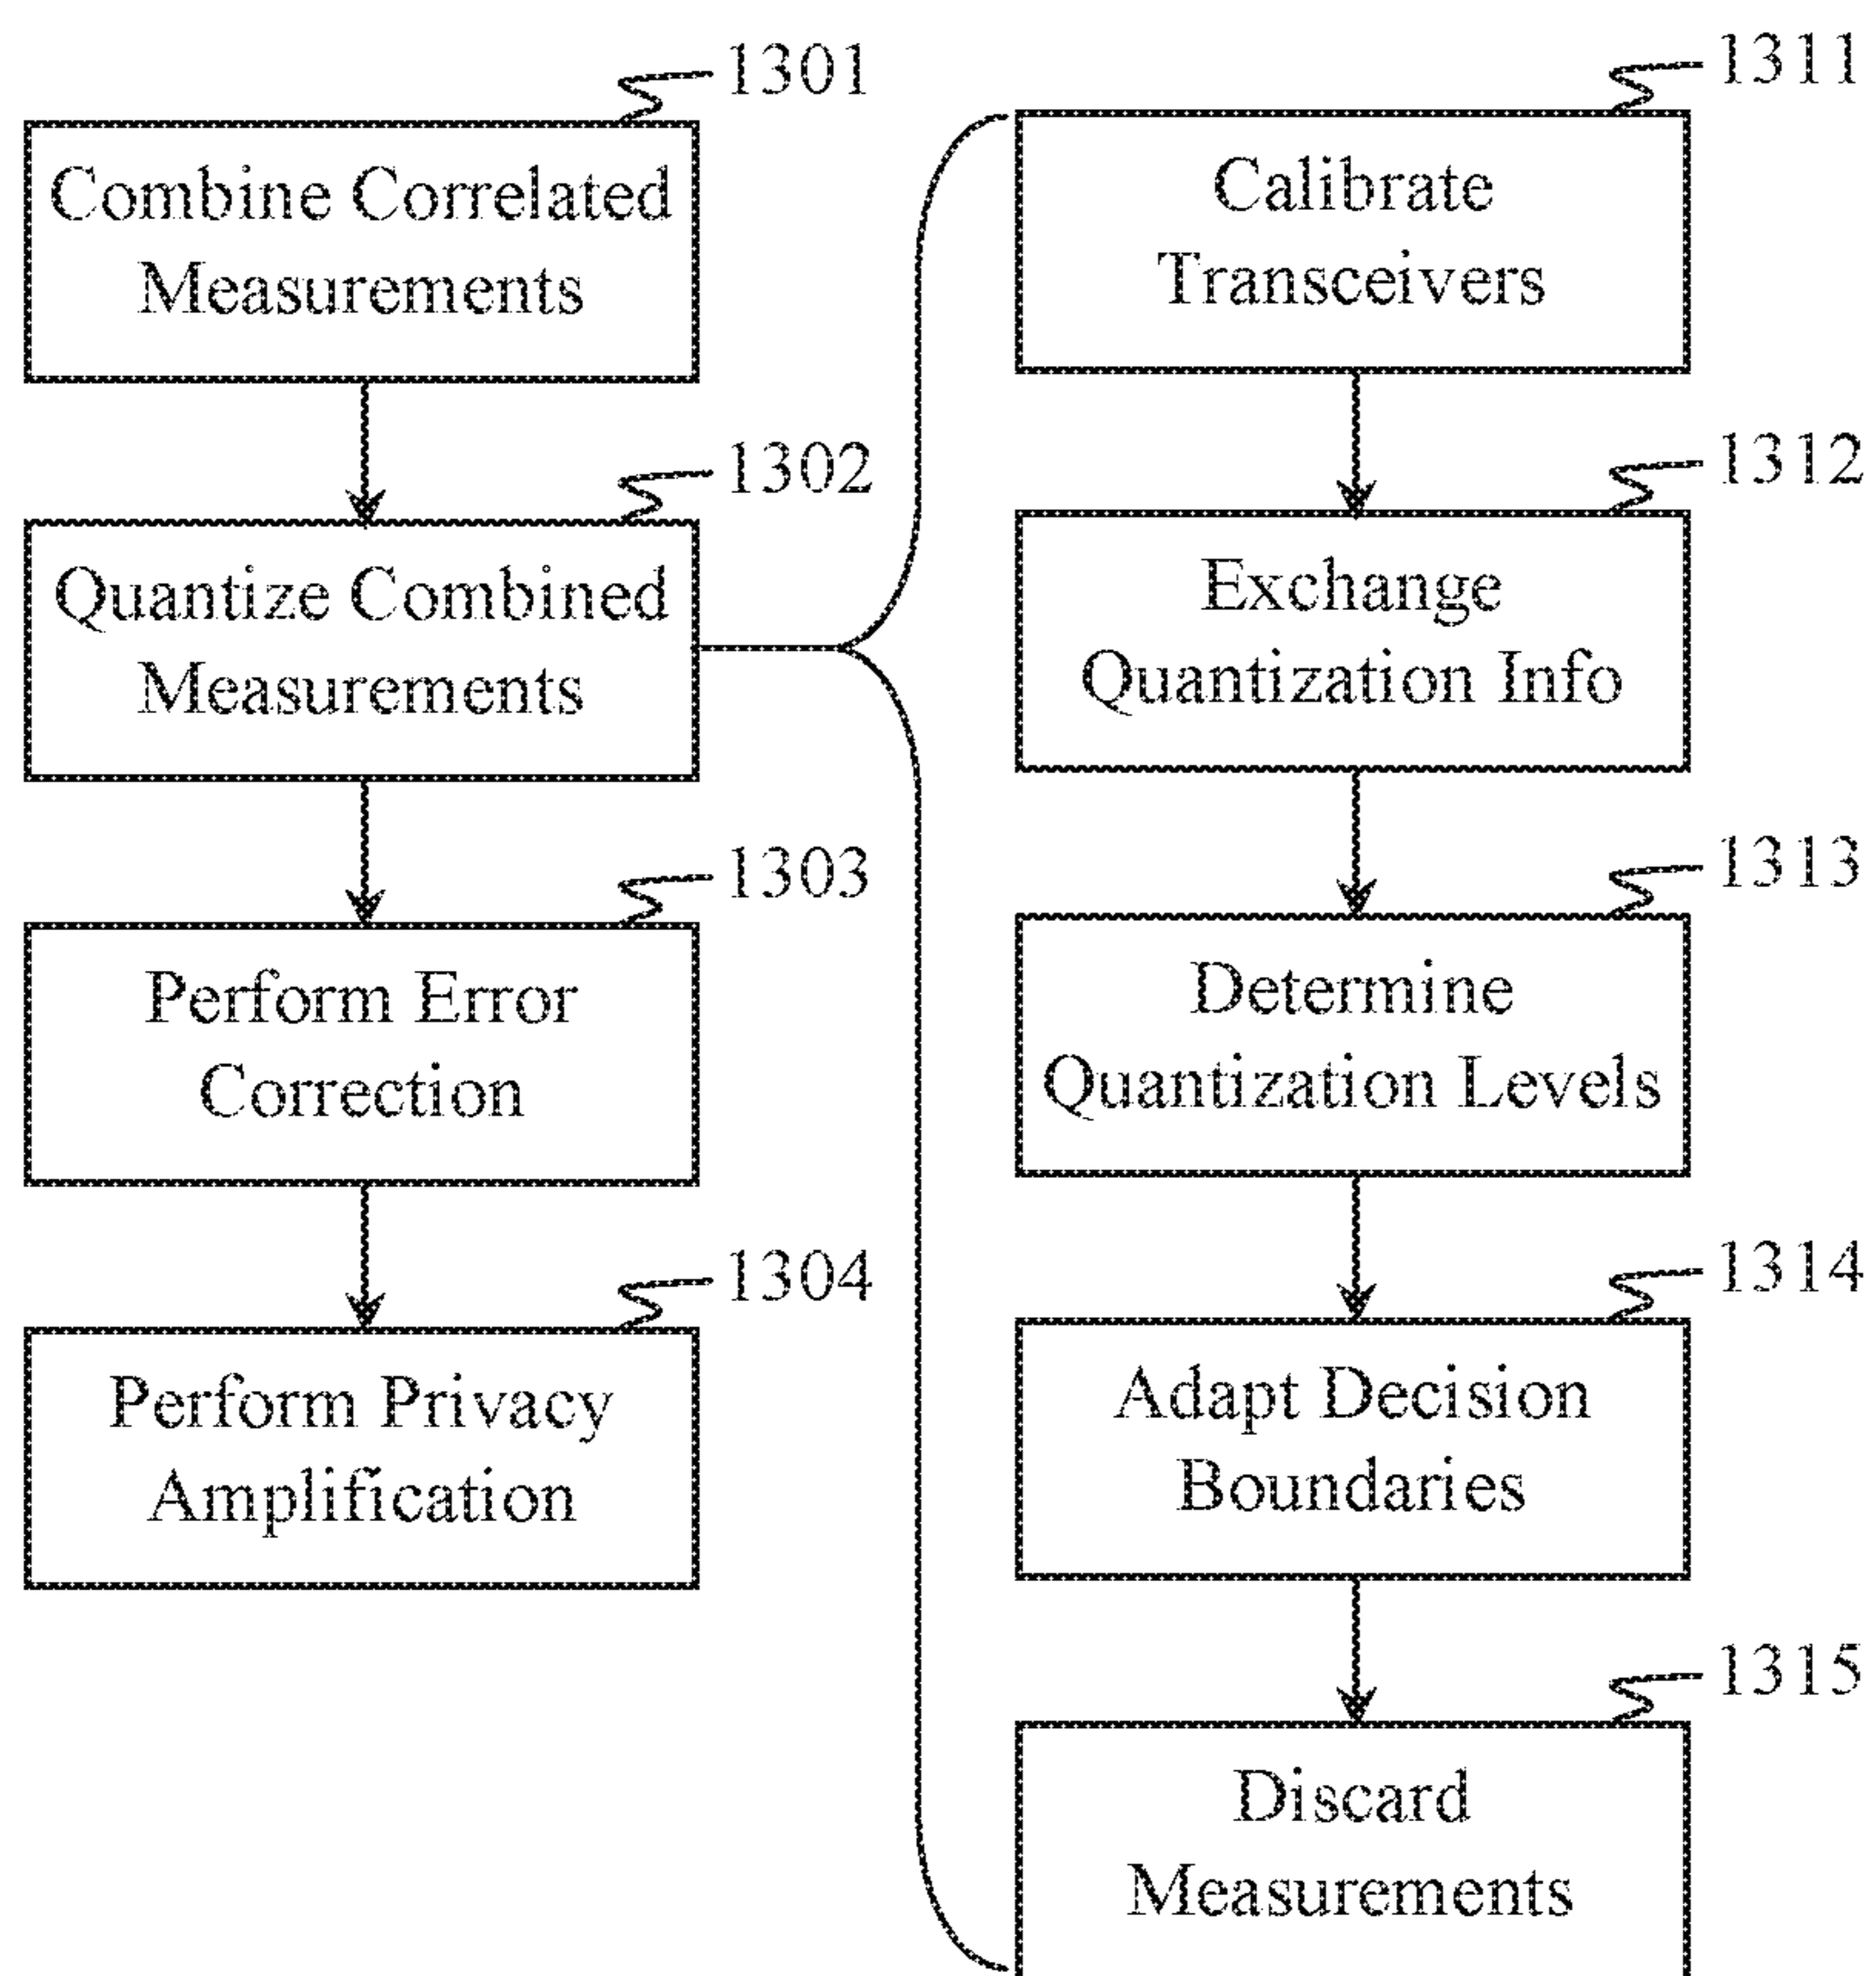 1301
Combine Correlated
Measurements
1302
Quantize Combined
Measurements
1303
Perform Error
Correction
1304
Perform Privacy
Amplification
1311
Calibrate
Transceivers
1312
Exchange
Quantization Info
1313
Determine
Quantization Levels
1314
Adapt Decision
Boundaries
1315
Discard
Measurements